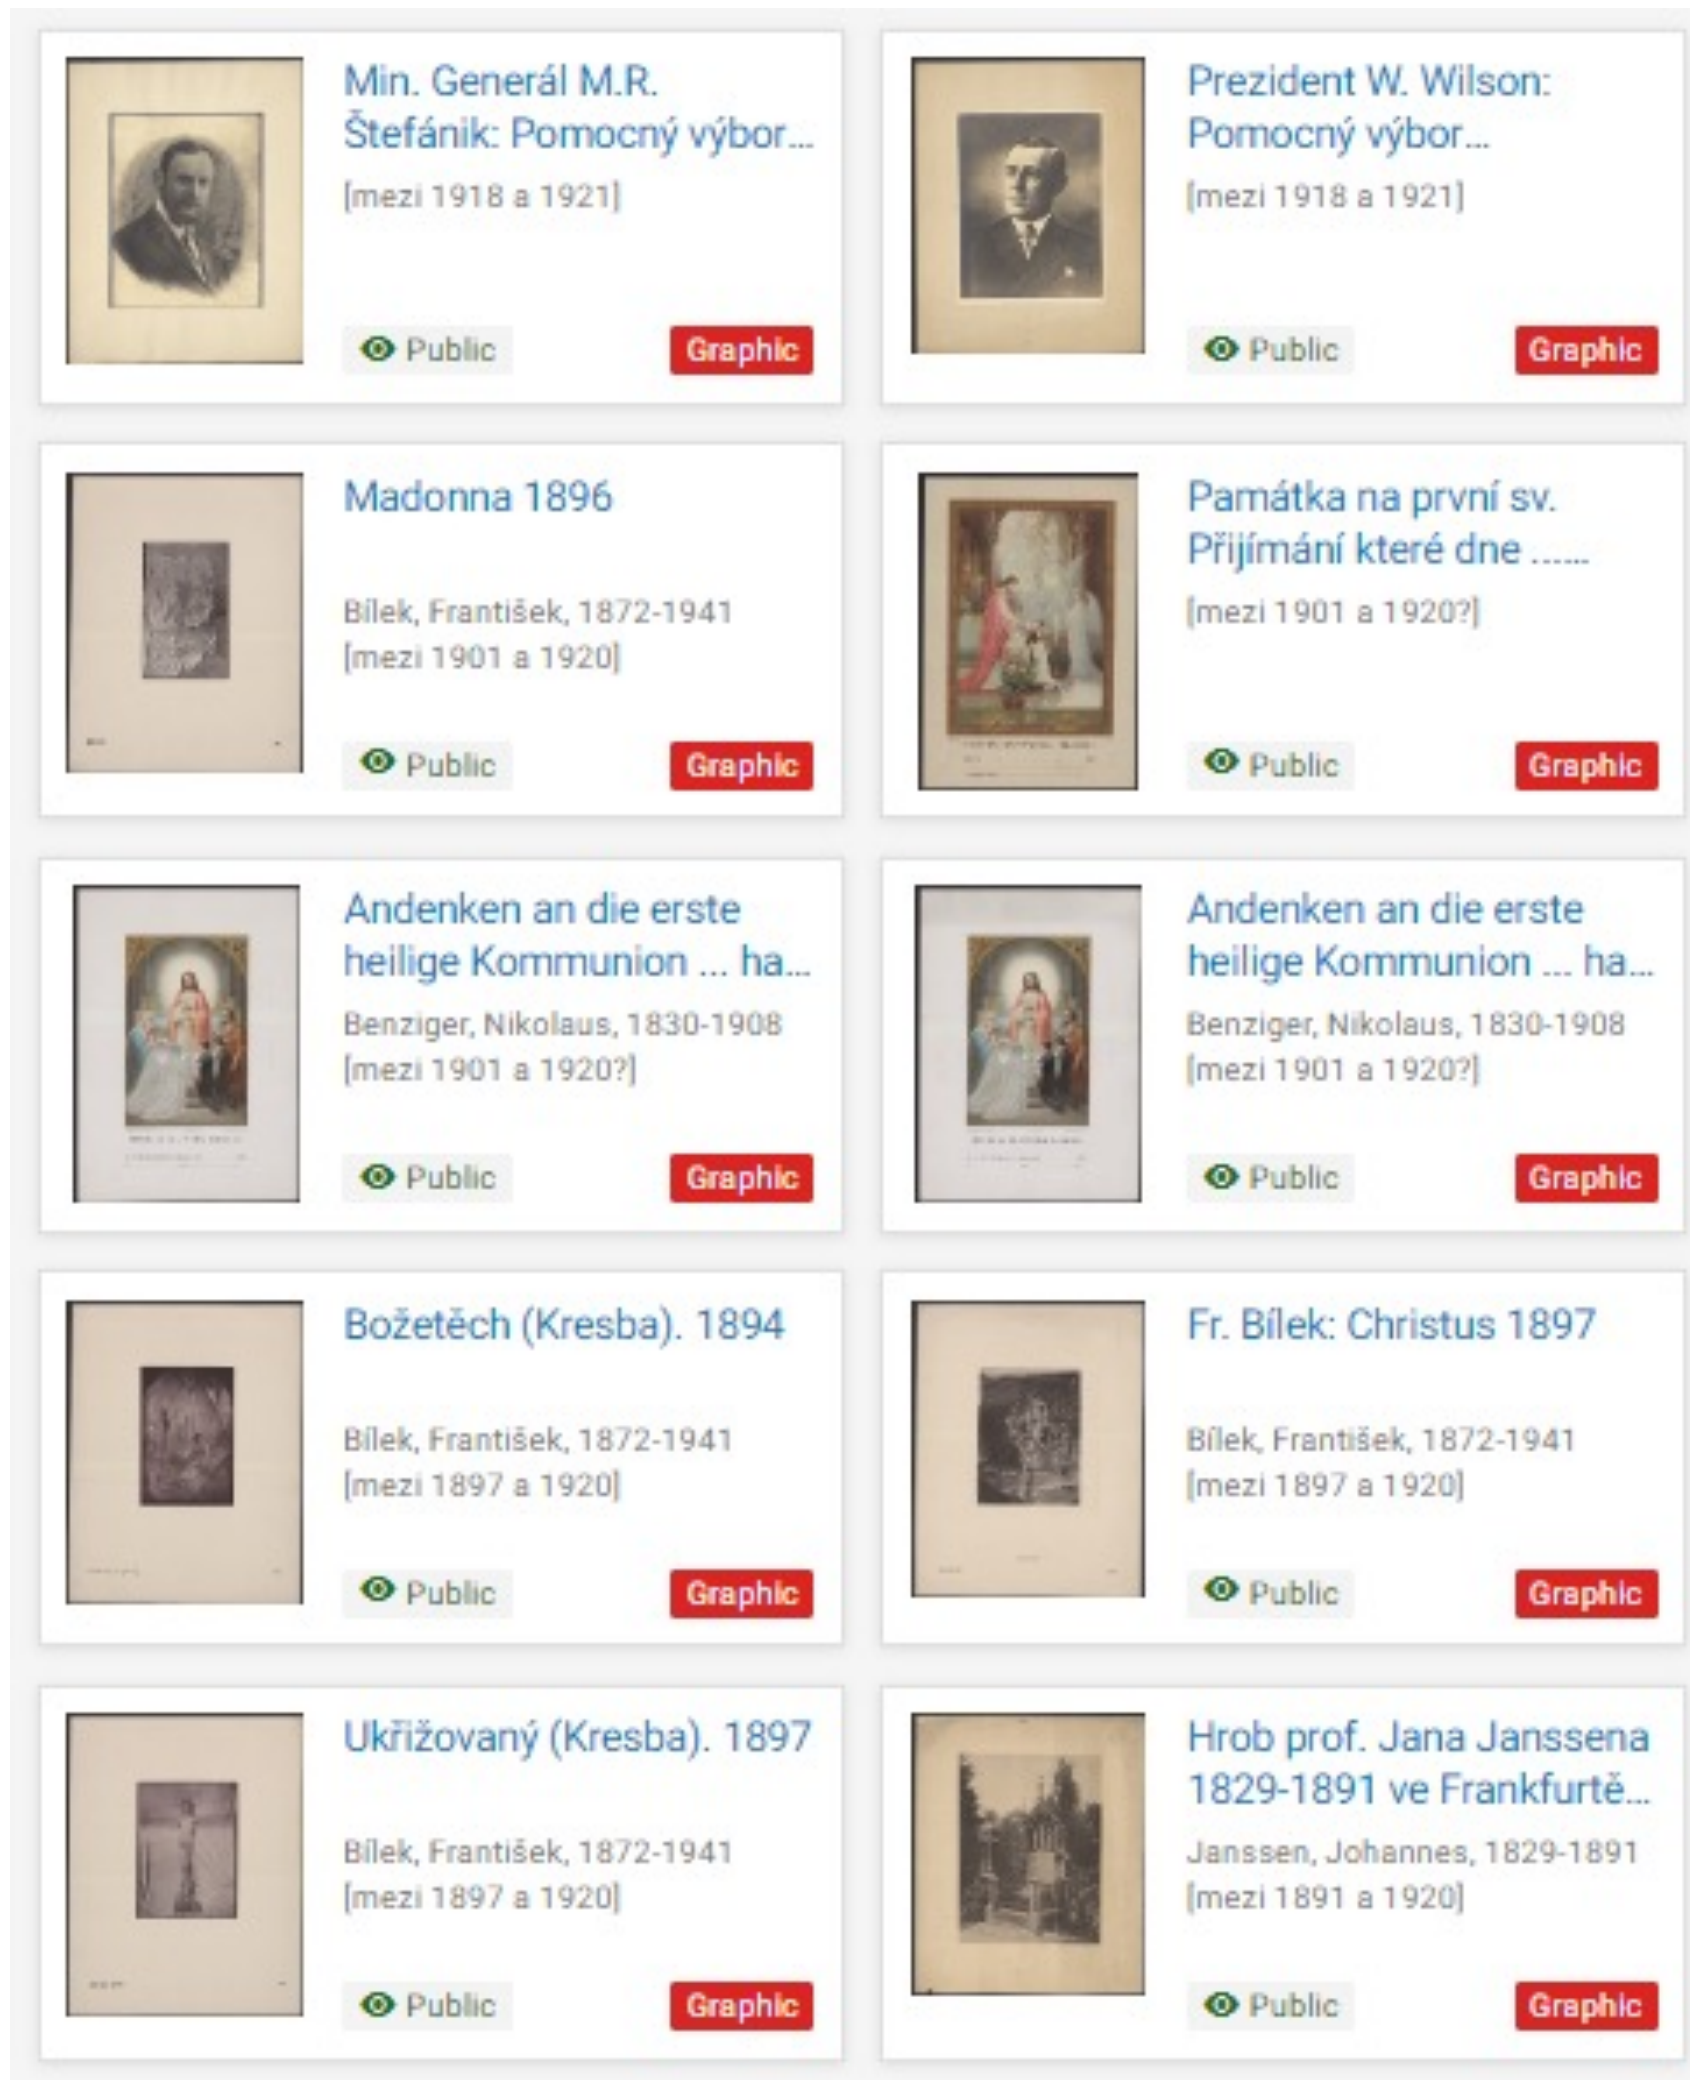 Min. Generál M.R.
Štefánik: Pomocný výbor...
[mezi 1918 a 1921]
Public
Graphic
Prezident W. Wilson:
Pomocný výbor...
[mezi 1918 a 1921]
Public
Graphic
Madonna 1896
Bílek, František, 1872-1941
[mezi 1901 a 1920]
Public
Graphic
Památka na první sv.
Přijímání které dne ......
[mezi 1901 a 1920?]
Public
Graphic
Andenken an die erste
heilige Kommunion ... ha...
Benziger, Nikolaus, 1830-1908
[mezi 1901 a 1920?]
Public
Graphic
Andenken an die erste
heilige Kommunion ... ha...
Benziger, Nikolaus, 1830-1908
[mezi 1901 a 1920?]
Public
Graphic
Božetěch (Kresba). 1894
Bílek, František, 1872-1941
[mezi 1897 a 1920]
Public
Graphic
Fr. Bílek: Christus 1897
Bílek, František, 1872-1941
[mezi 1897 a 1920]
Public
Graphic
Ukřižovaný (Kresba). 1897
Bílek, František, 1872-1941
[mezi 1897 a 1920]
Public
Graphic
Hrob prof. Jana Janssena
1829-1891 ve Frankfurtě...
Janssen, Johannes, 1829-1891
[mezi 1891 a 1920]
Public
Graphic